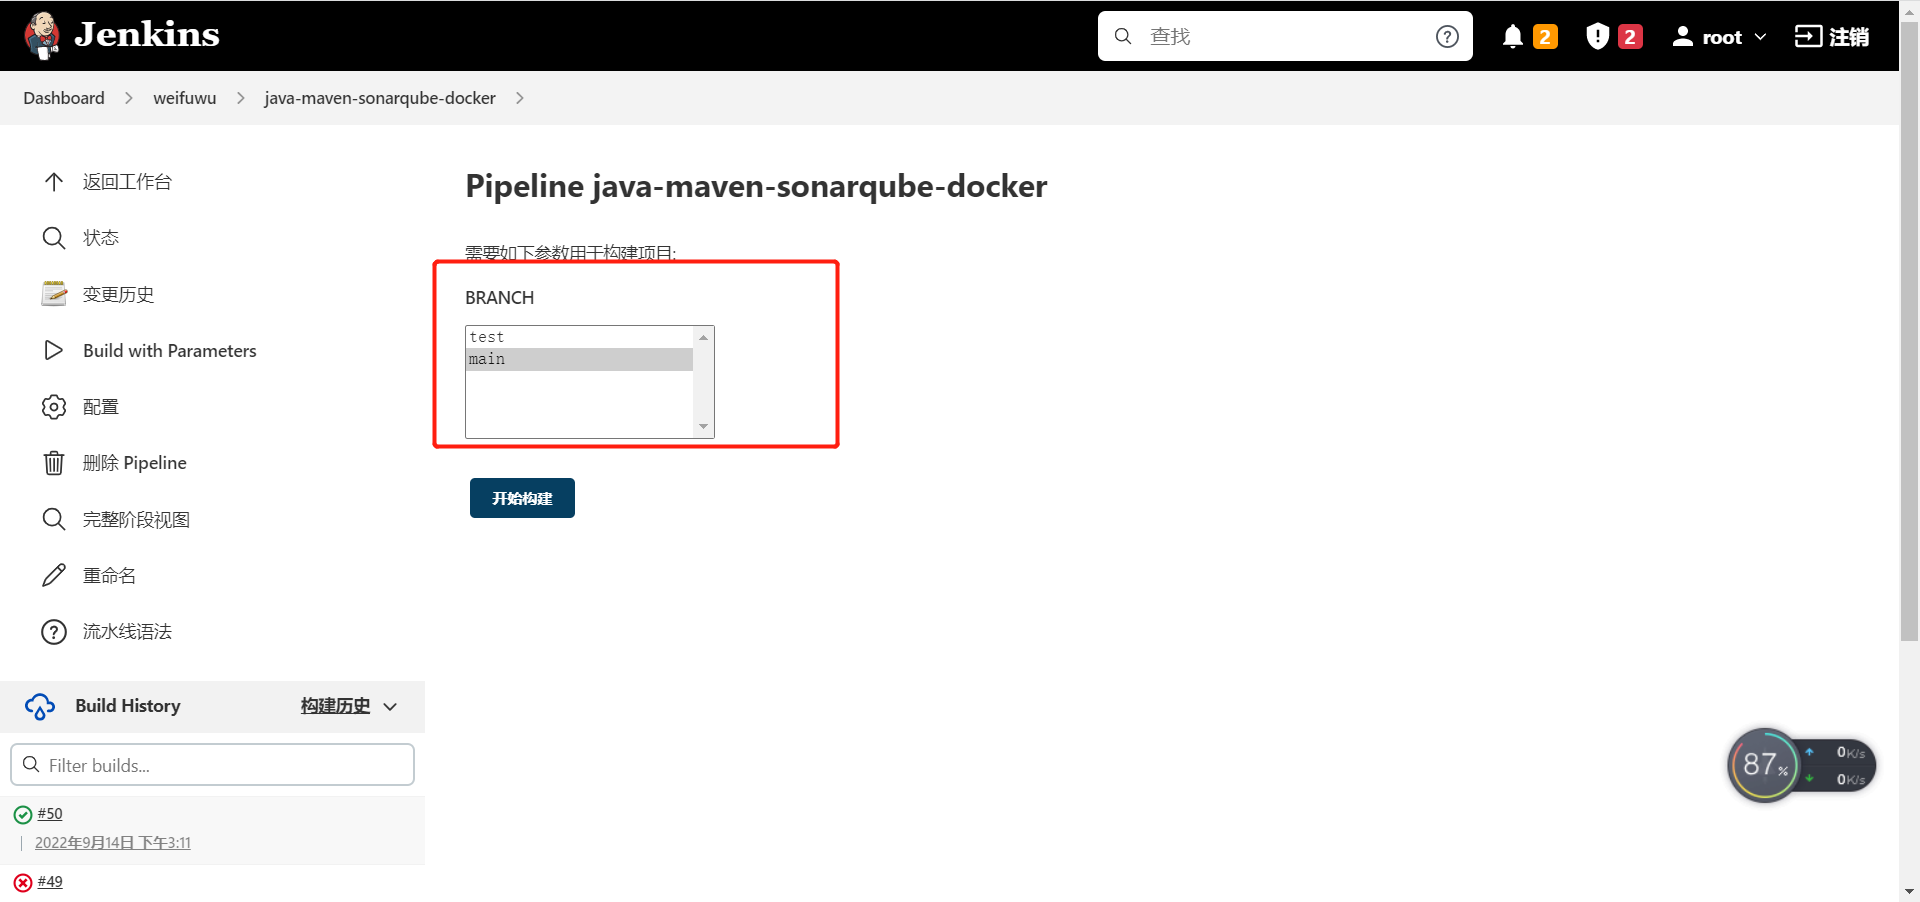 Jenkins
查找
2
2
root
注销
Dashboard
weifuwu
java-maven-sonarqube-docker
返回工作台
状态
变更历史
Build with Parameters
配置
删除 Pipeline
完整阶段视图
重命名
流水线语法
Build History
构建历史
Filter builds...
#50
2022年9月14日 下午3:11
#49
Pipeline java-maven-sonarqube-docker
需要如下参数用于构建项目:
BRANCH
test
main
开始构建
87%
0K/s
0K/s